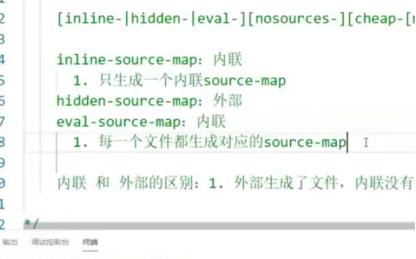 [inline-|hidden-|eval-][nosources-][cheap-[
inline-source-map：内联
1. 只生成一个内联source-map
hidden-source-map：外部
eval-source-map：内联
1. 每一个文件都生成对应的source-map
内联 和 外部的区别：1. 外部生成了文件，内联没有
*/
输出 调试控制台 终端